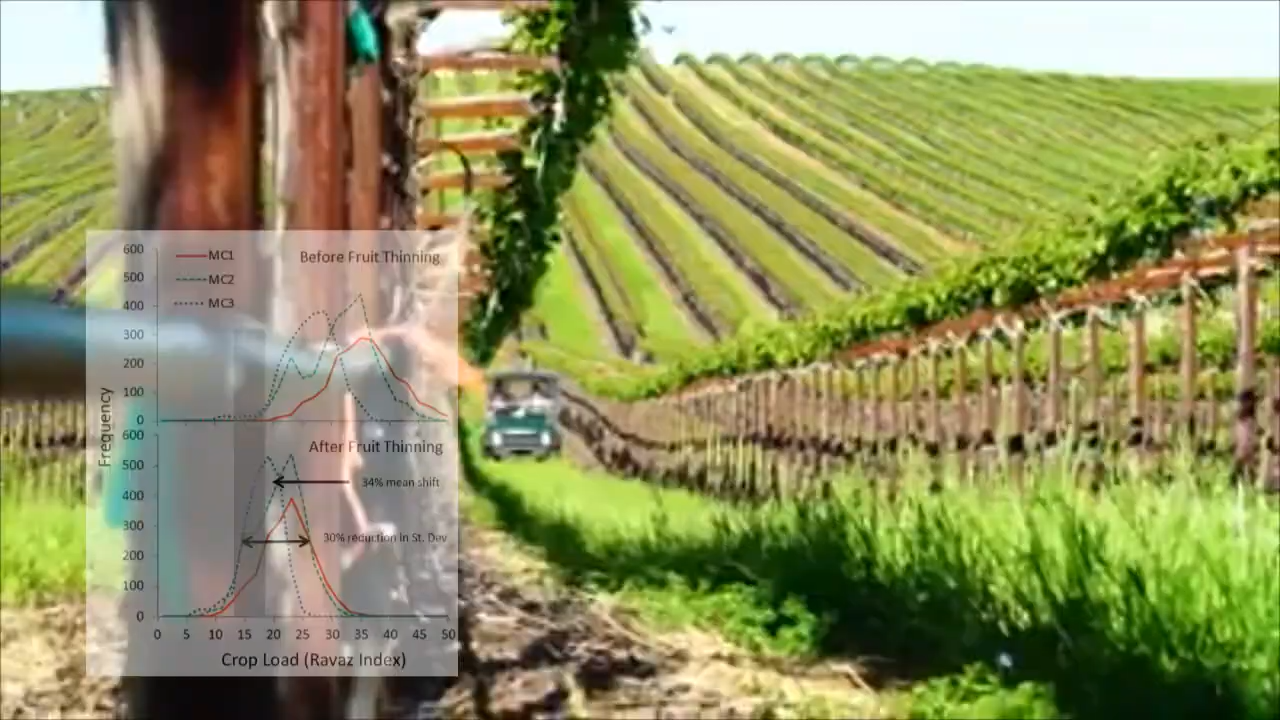 600
MC1
Before Fruit Thinning
500
MC2
400
MC3
300
200
100
0
Frequency
600
After Fruit Thinning
500
34% mean shift
400
300
30% reduction in St. Dev
200
100
0
0 5 10 15 20 25 30 35 40 45 50
Crop Load (Ravaz Index)